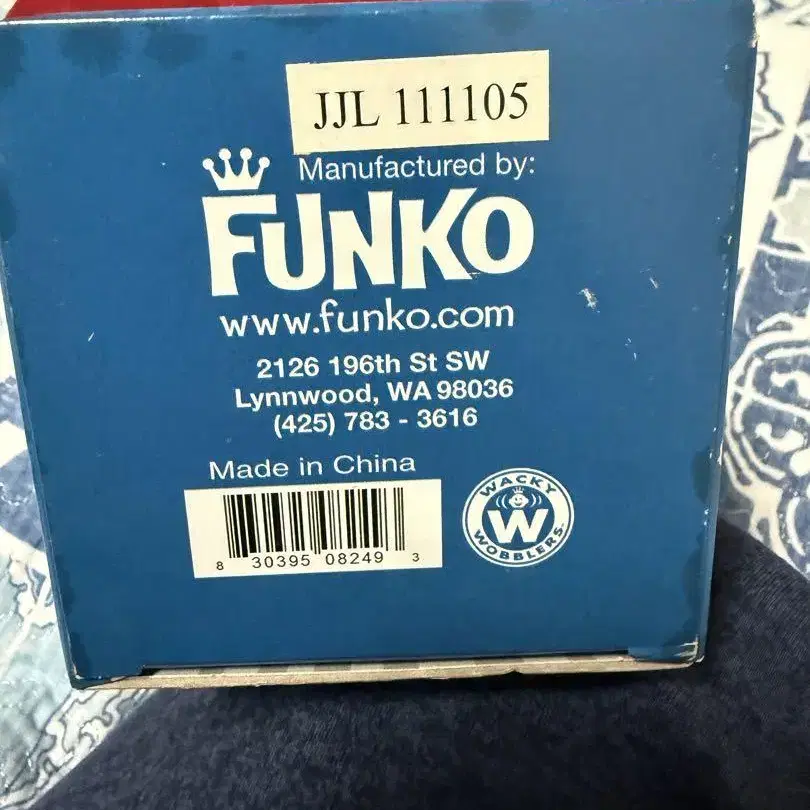 JJL 111105
Manufactured by:
FUNKO
www.funko.com
2126 196th St SW
Lynnwood, WA 98036
(425) 783 - 3616
Made in China
8 30395 08249 3
WACKY
W
WOBBLERS